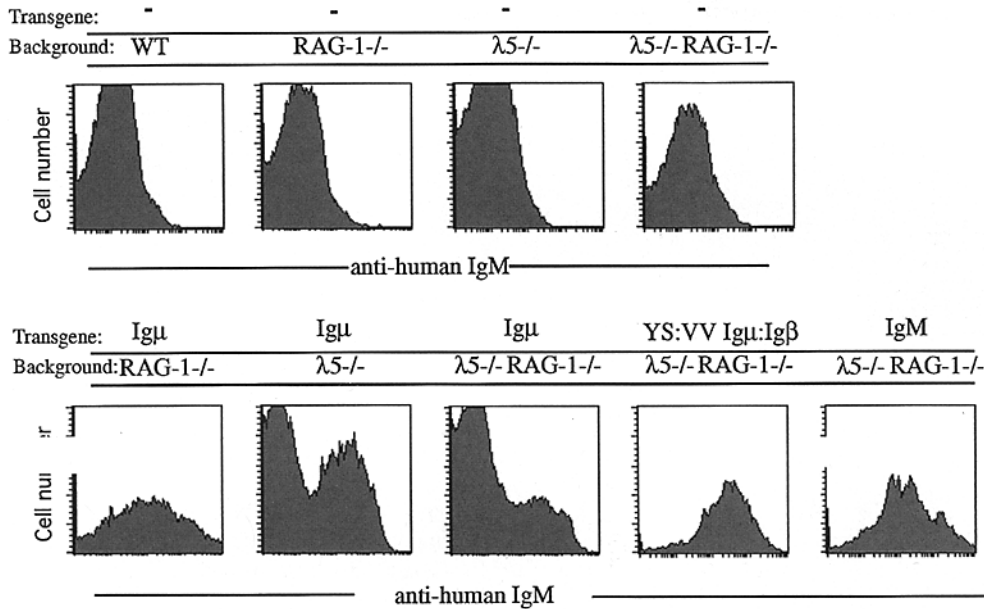 Transgene: - - - -
Background: WT RAG-1-/- λ5-/- λ5-/- RAG-1-/-
Cell number
anti-human IgM
Transgene: Igμ Igμ Igμ YS:VV Igμ:Igβ IgM
Background: RAG-1-/- λ5-/- λ5-/- RAG-1-/- λ5-/- RAG-1-/- λ5-/- RAG-1-/-
Cell
anti-human IgM